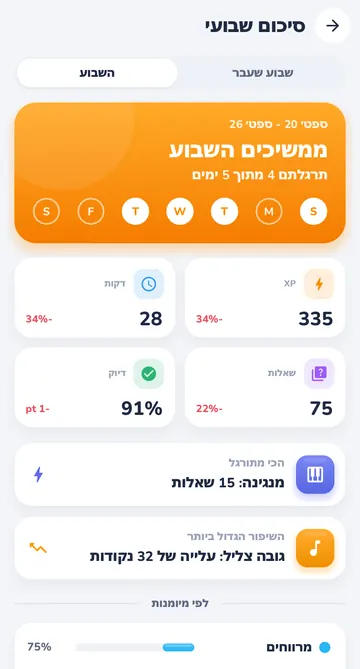 סיכום שבועי
שבוע שעבר
השבוע
ספט׳ 20 - ספט׳ 26
ממשיכים השבוע
תרגלתם 4 מתוך 5 ימים
S M T W T F S
XP
335
34%-
דקות
28
34%-
שאלות
75
22%-
דיוק
91%
pt 1-
הכי מתורגל
מנגינה: 15 שאלות
השיפור הגדול ביותר
גובה צליל: עלייה של 32 נקודות
לפי מיומנות
מרווחים
75%